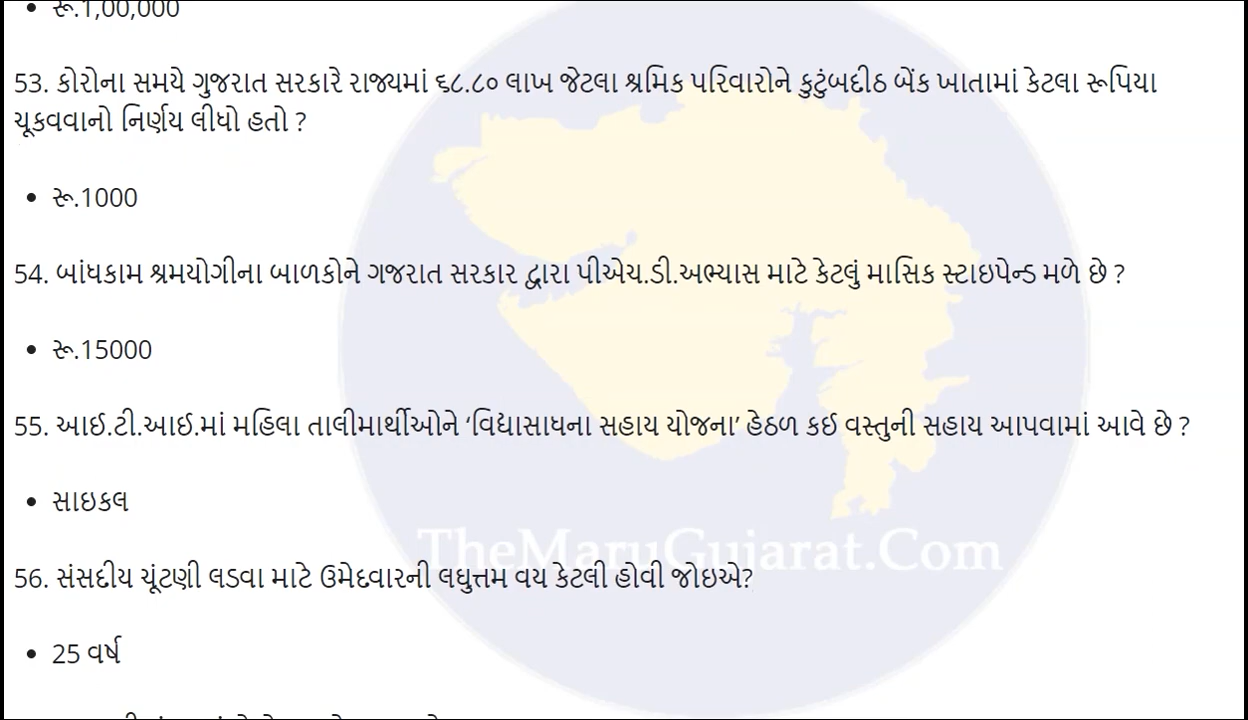 • રૂ.1,00,000
53. કોરોના સમયે ગુજરાત સરકારે રાજ્યમાં ૬૮.૮૦ લાખ જેટલા શ્રમિક પરિવારોને કુટુંબદીઠ બેંક ખાતામાં કેટલા રૂપિયા
ચૂકવવાનો નિર્ણય લીધો હતો ?
• રૂ.1000
54. બાંધકામ શ્રમયોગીના બાળકોને ગજરાત સરકાર દ્વારા પીએચ.ડી.અભ્યાસ માટે કેટલું માસિક સ્ટાઇપેન્ડ મળે છે ?
• રૂ.15000
55. આઈ.ટી.આઈ.માં મહિલા તાલીમાર્થીઓને ‘વિદ્યાસાધના સહાય યોજના’ હેઠળ કઈ વસ્તુની સહાય આપવામાં આવે છે ?
• સાઇકલ
TheMaruGujarat.Com
56. સંસદીય ચૂંટણી લડવા માટે ઉમેદવારની લઘુત્તમ વય કેટલી હોવી જોઇએ?
• 25 વર્ષ